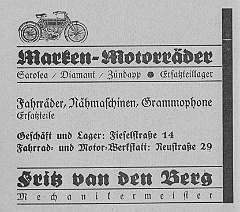 Marken-Motorräder
Sarolea / Diamant / Zündapp ● Ersatzteillager
Fahrräder, Nähmaschinen, Grammophone
Ersatzteile
Geschäft und Lager: Fieselstraße 14
Fahrrad- und Motor-Werkstatt: Neustraße 29
Fritz van den Berg
Mechanikermeister